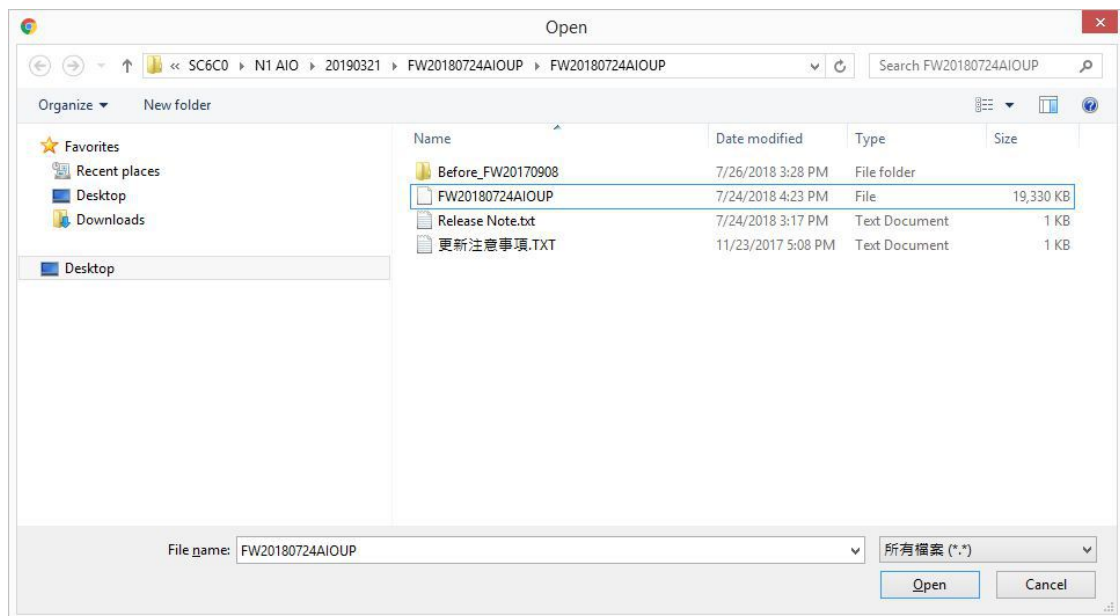 Open
« SC6C0 ▸ N1 AIO ▸ 20190321 ▸ FW20180724AIOUP ▸ FW20180724AIOUP
Search FW20180724AIOUP
Organize New folder
Favorites
Recent places
Desktop
Downloads
Desktop
Name Date modified Type Size
Before_FW20170908 7/26/2018 3:28 PM File folder
FW20180724AIOUP 7/24/2018 4:23 PM File 19,330 KB
Release Note.txt 7/24/2018 3:17 PM Text Document 1 KB
更新注意事項.TXT 11/23/2017 5:08 PM Text Document 1 KB
File name: FW20180724AIOUP 所有檔案 (*.*)
Open Cancel